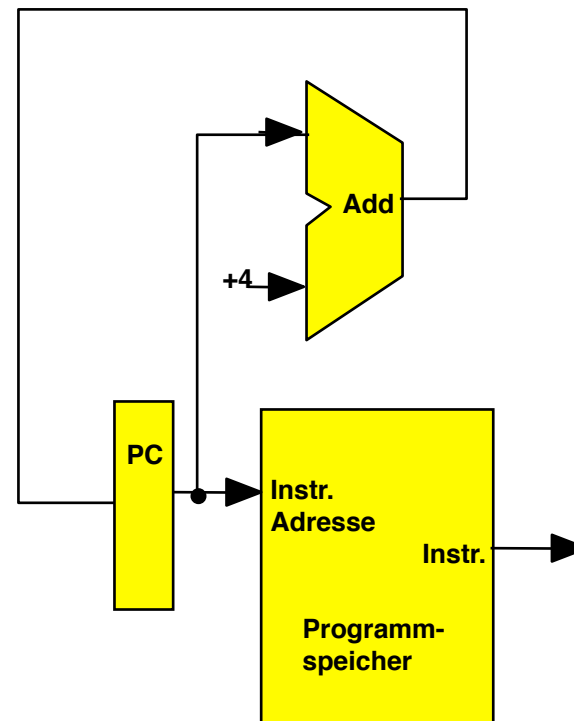 Add
+4
PC
Instr.
Adresse
Instr.
Programm-
speicher